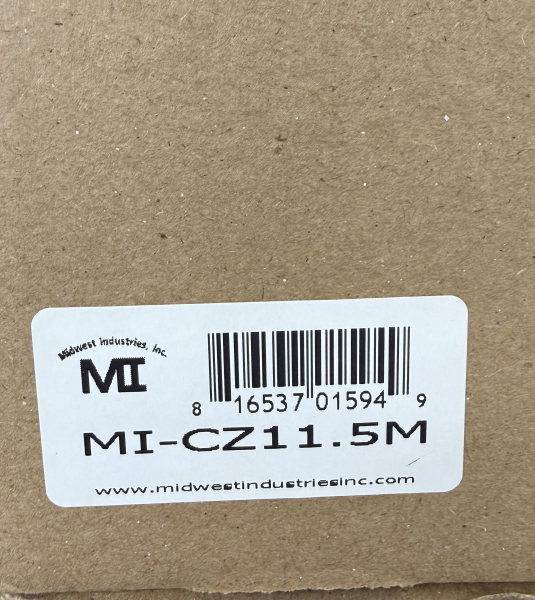 Midwest Industries, Inc.
MI
8 16537 01594 9
MI-CZ11.5M
www.midwestindustriesinc.com